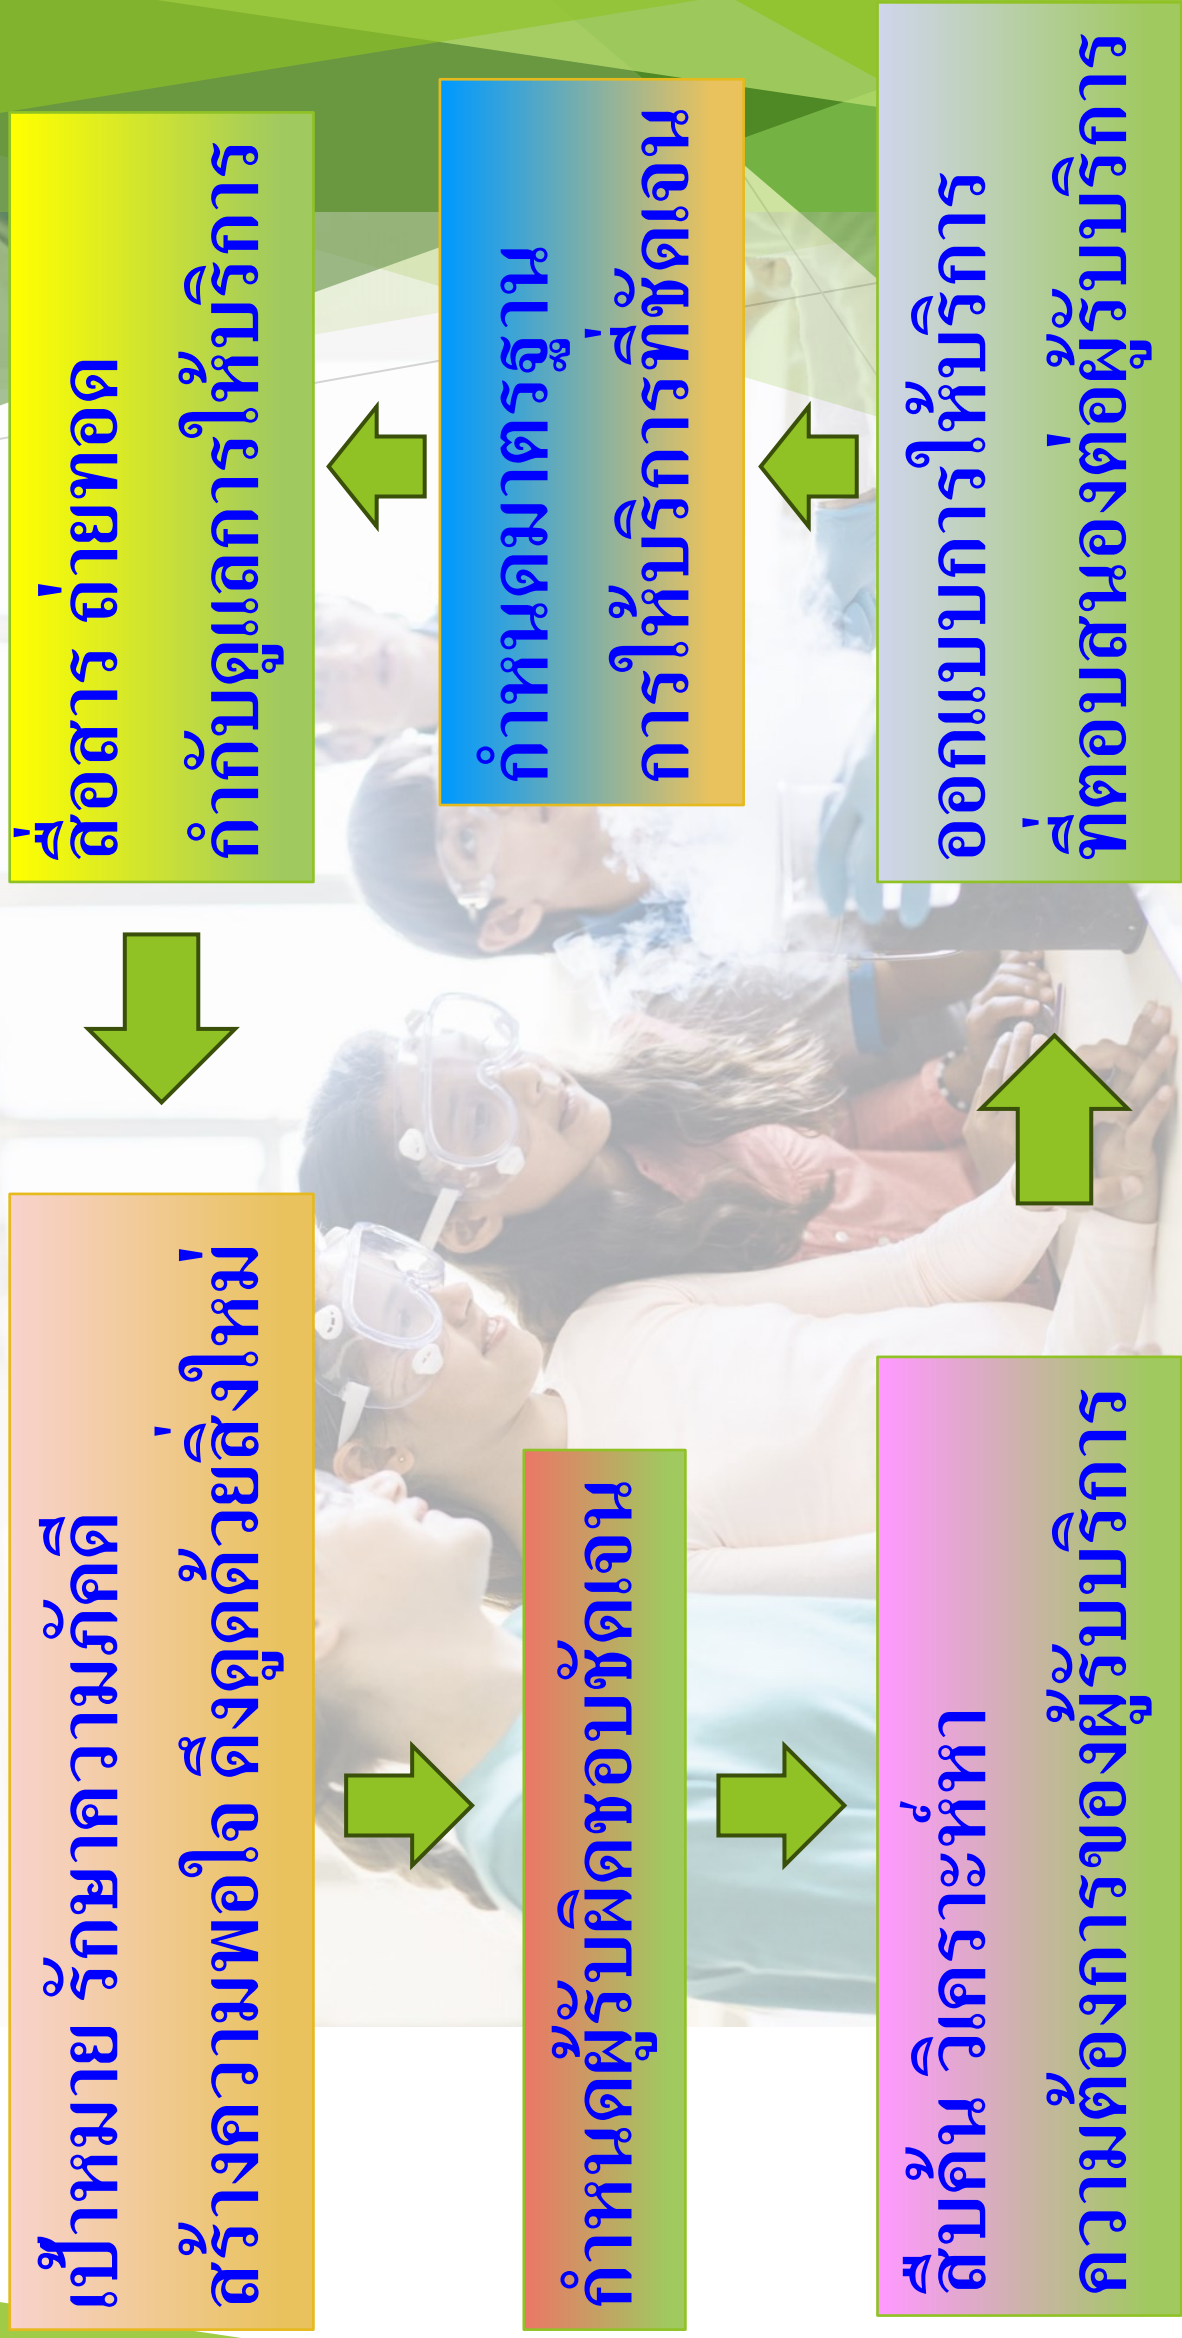 เป้าหมาย รักษาความภักดี
สร้างความพอใจ ดึงดูดด้วยสิ่งใหม่
กำหนดผู้รับผิดชอบชัดเจน
สืบค้น วิเคราะห์หา
ความต้องการของผู้รับบริการ
ออกแบบการให้บริการ
ที่ตอบสนองต่อผู้รับบริการ
กำหนดมาตรฐาน
การให้บริการที่ชัดเจน
สื่อสาร ถ่ายทอด
กำกับดูแลการให้บริการ